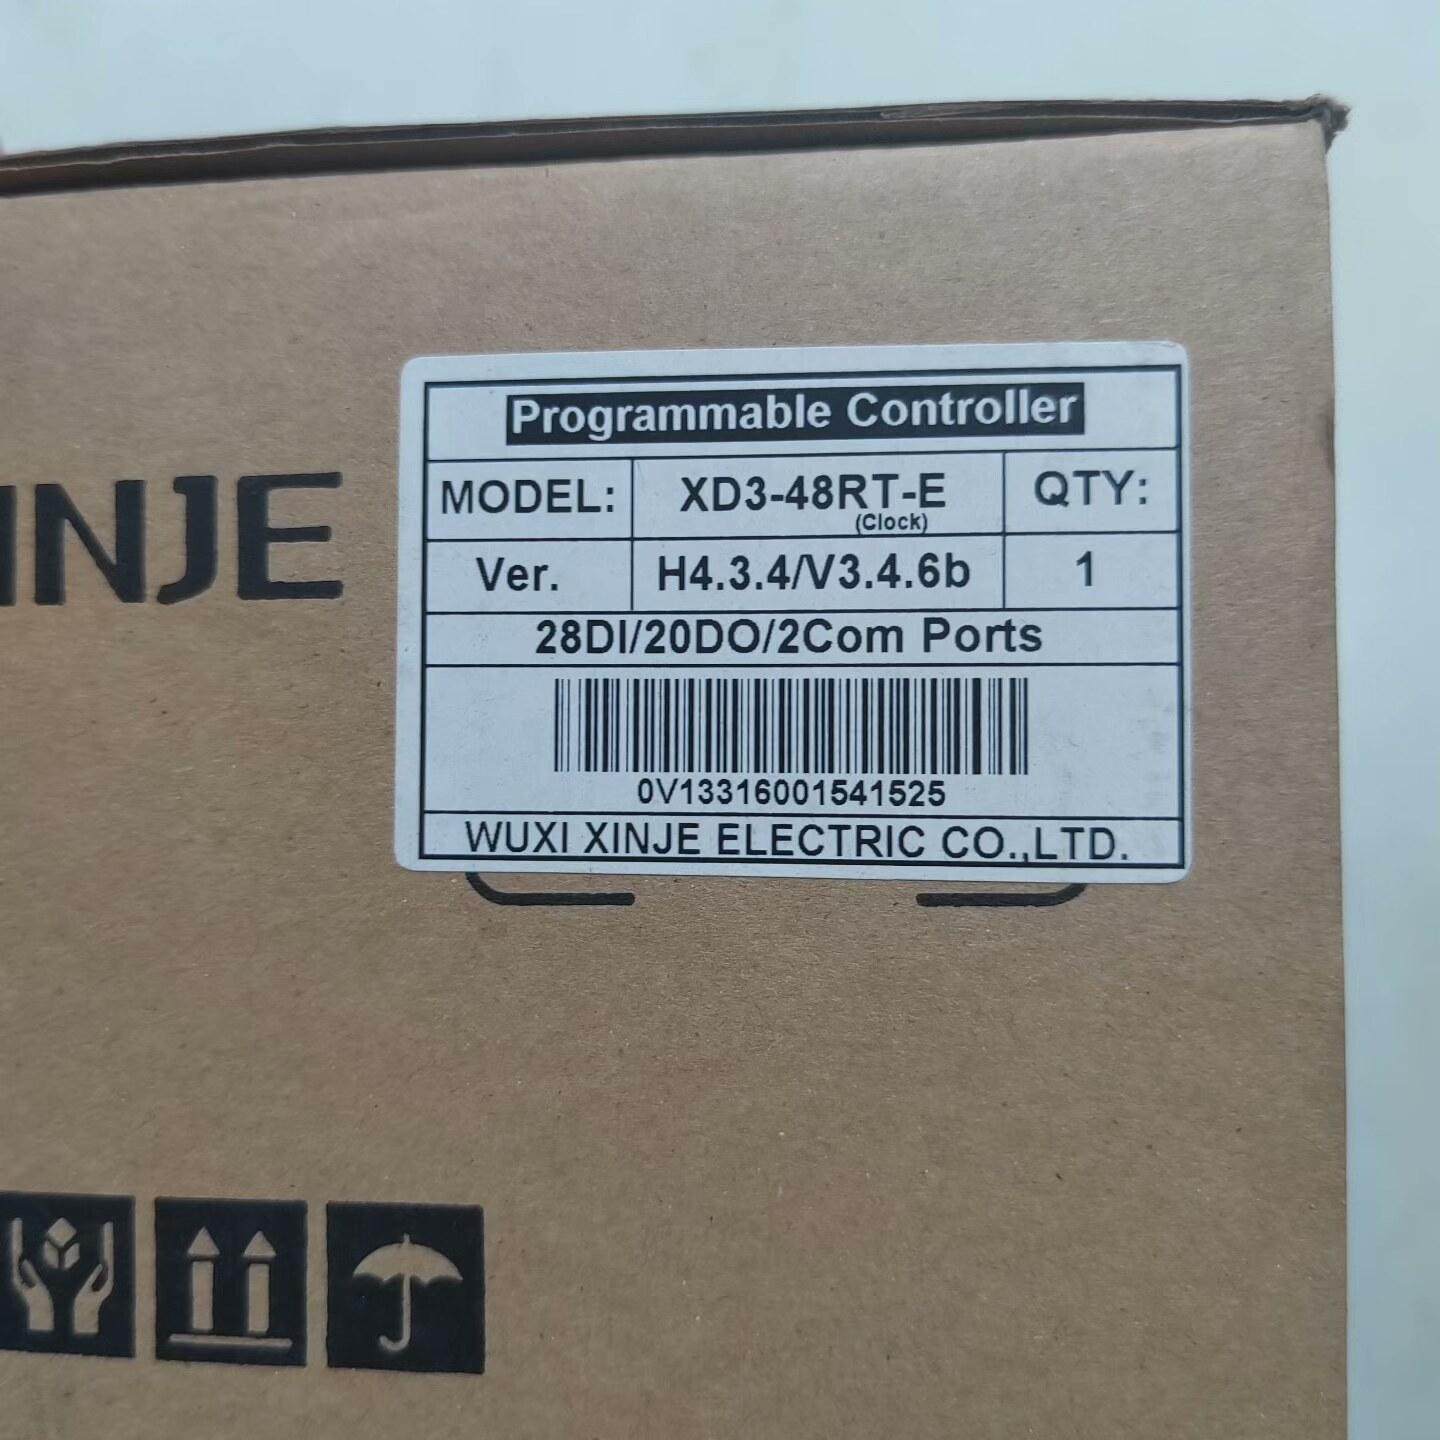 Programmable Controller
MODEL: XD3-48RT-E QTY:
(Clock)
Ver. H4.3.4/V3.4.6b 1
28DI/20DO/2Com Ports
0V13316001541525
WUXI XINJE ELECTRIC CO.,LTD.
INJE